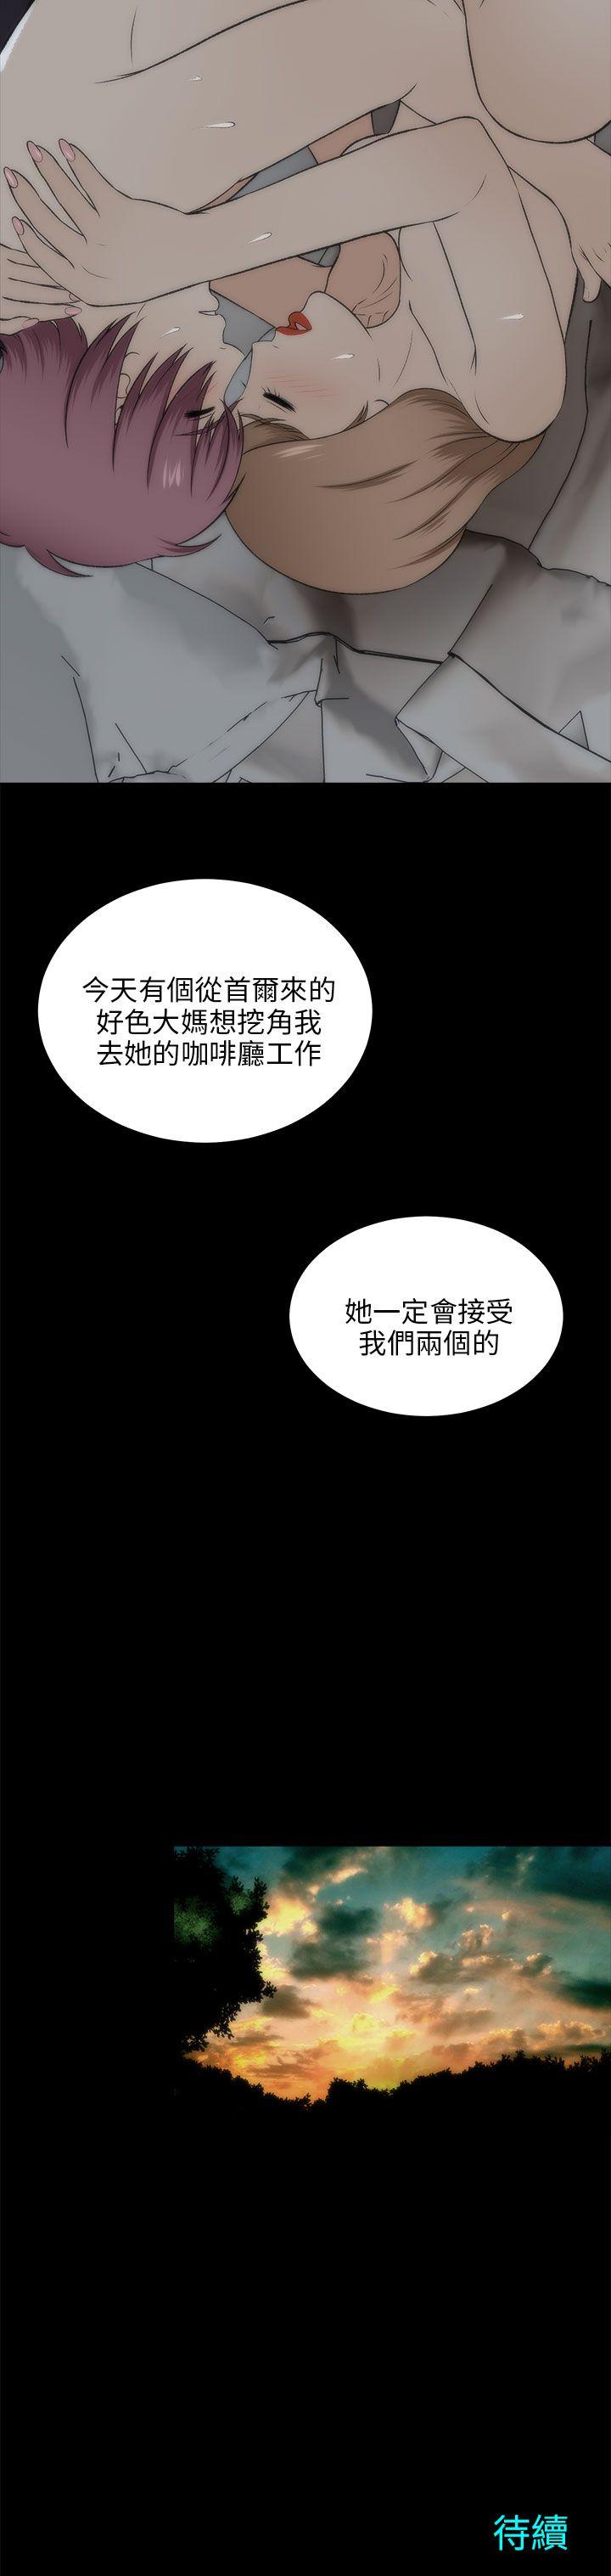 今天有個從首爾來的
好色大媽想挖角我
去她的咖啡廳工作
她一定會接受
我們兩個的
待續